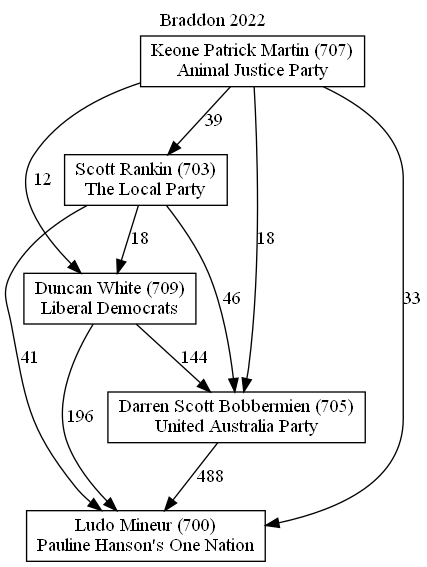 Braddon 2022
Keone Patrick Martin (707)
Animal Justice Party
39
Scott Rankin (703)
The Local Party
12
18
18
Duncan White (709)
Liberal Democrats
46
33
41
144
196
Darren Scott Bobbermien (705)
United Australia Party
488
Ludo Mineur (700)
Pauline Hanson's One Nation